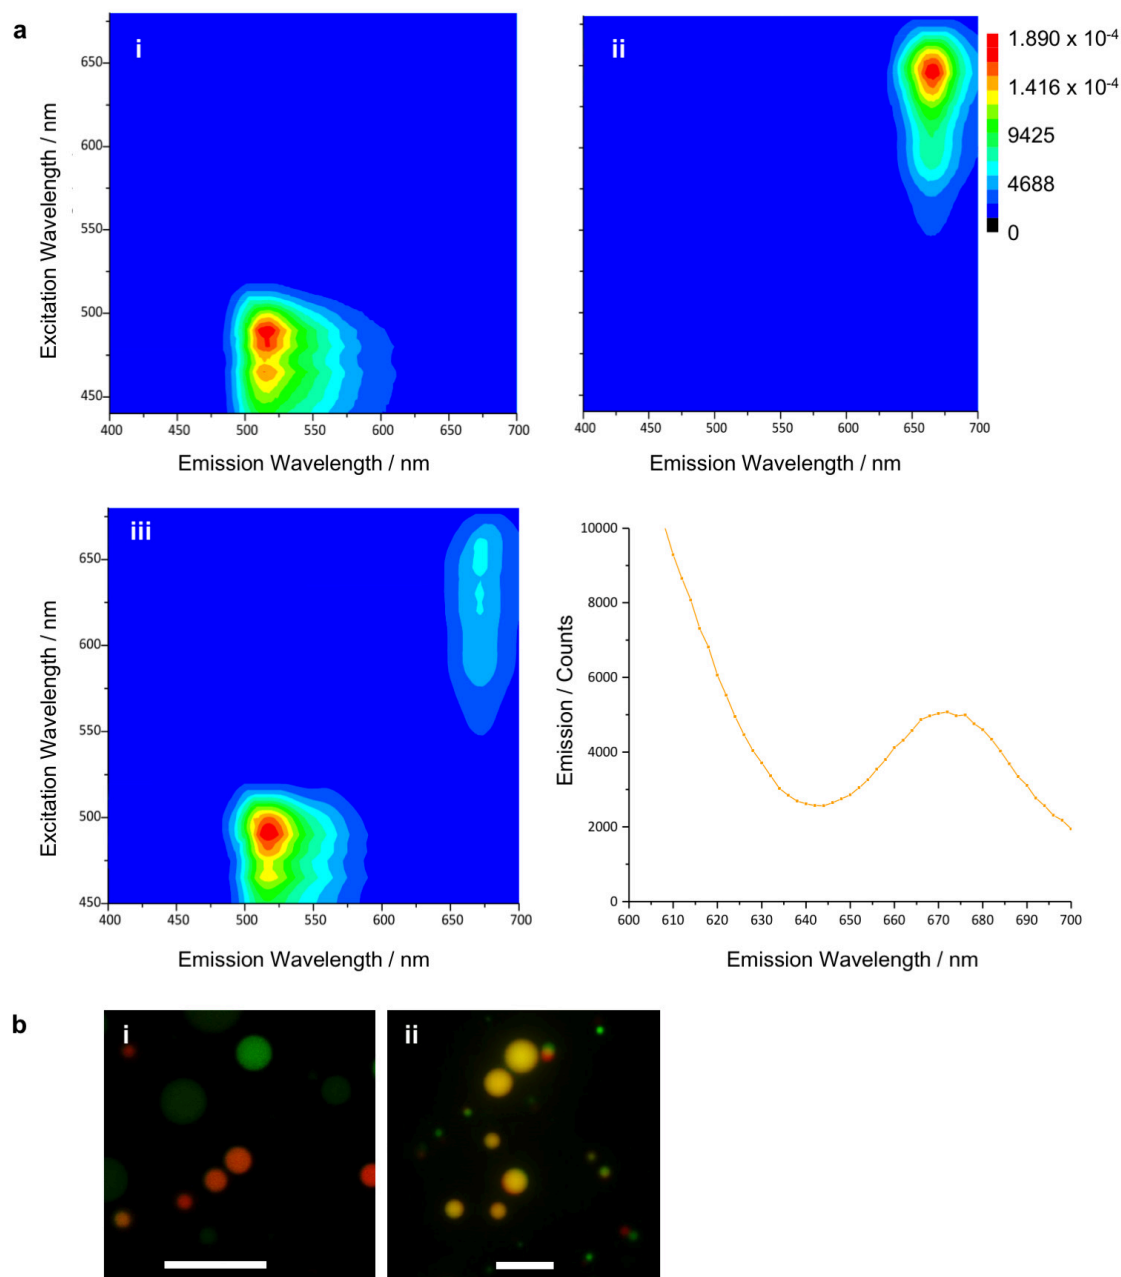 a
i
ii
1.890 x 10-4
1.416 x 10-4
9425
4688
0
Excitation Wavelength / nm
650
600
550
500
450
400 450 500 550 600 650 700
400 450 500 550 600 650 700
Emission Wavelength / nm
Emission Wavelength / nm
iii
Excitation Wavelength / nm
650
600
550
500
450
400 450 500 550 600 650 700
Emission Wavelength / nm
Emission / Counts
10000
8000
6000
4000
2000
0
600 610 620 630 640 650 660 670 680 690 700
Emission Wavelength / nm
b
i
ii